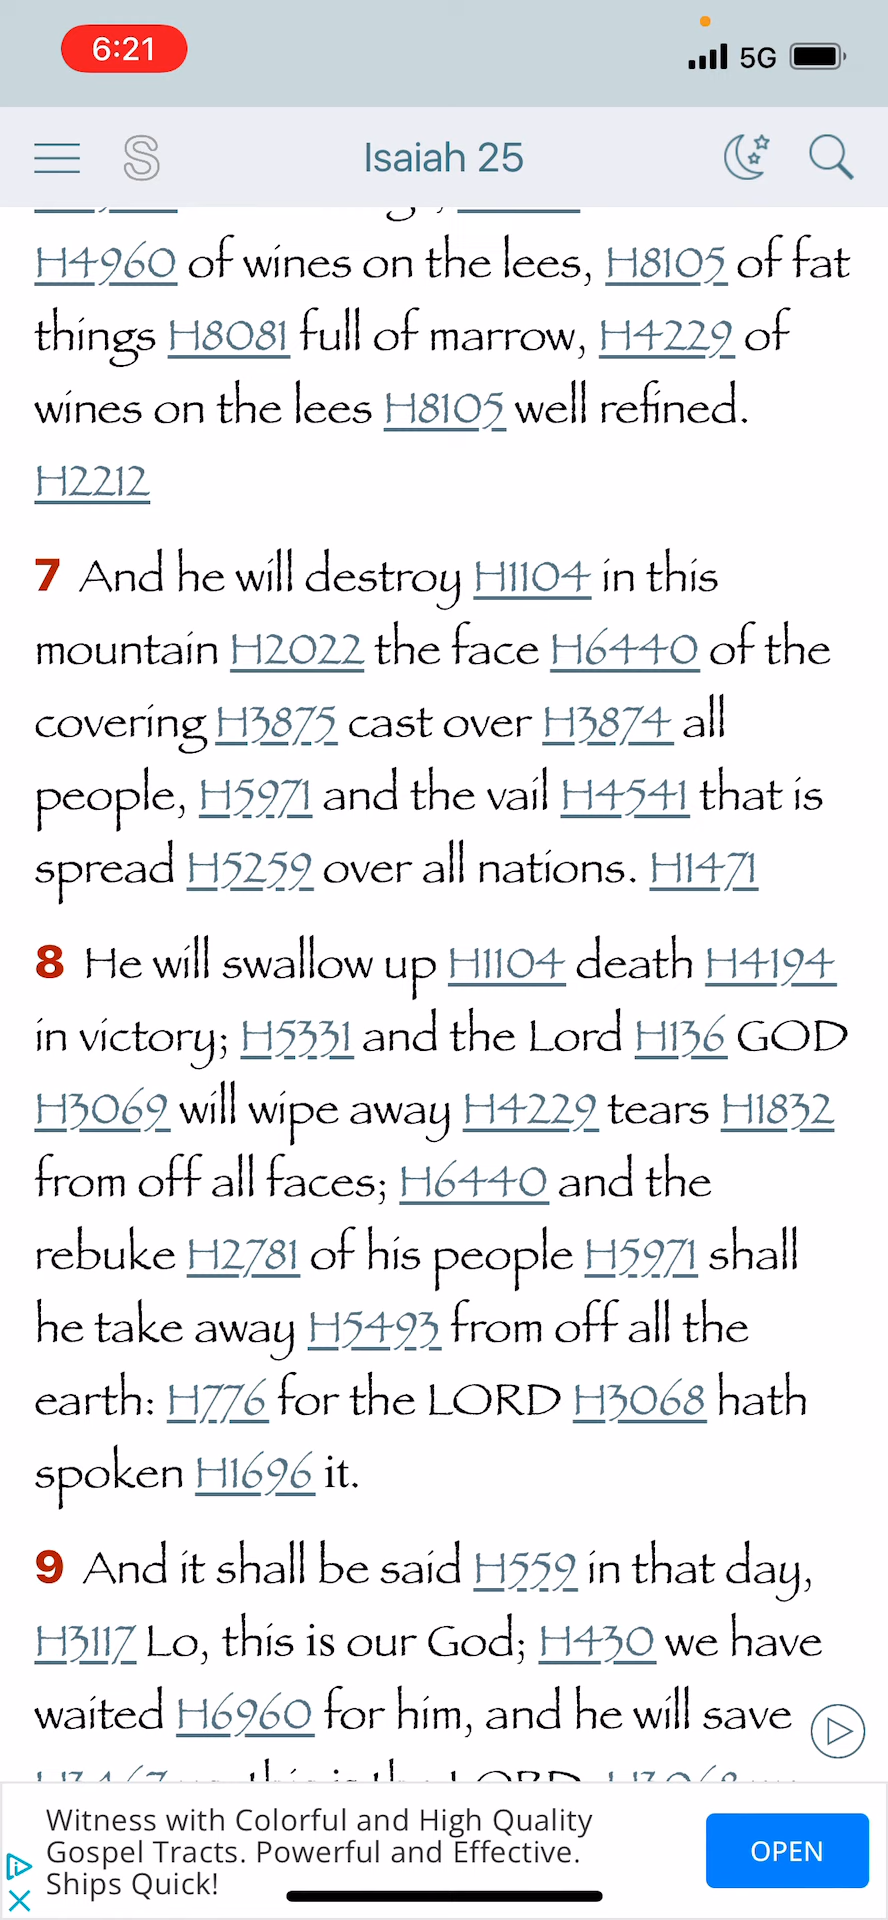 6:21
5G
S
Isaiah 25
H4960 of wines on the lees, H8105 of fat
things H8081 full of marrow, H4229 of
wines on the lees H8105 well refined.
H2212
7 And he will destroy H1104 in this
mountain H2022 the face H6440 of the
covering H3875 cast over H3874 all
people, H5971 and the vail H4541 that is
spread H5259 over all nations. H1471
8 He will swallow up H1104 death H4194
in victory; H5331 and the Lord H136 GOD
H3069 will wipe away H4229 tears H1832
from off all faces; H6440 and the
rebuke H2781 of his people H5971 shall
he take away H5493 from off all the
earth: H776 for the LORD H3068 hath
spoken H1696 it.
9 And it shall be said H559 in that day,
H3117 Lo, this is our God; H430 we have
waited H6960 for him, and he will save
this is the LORD
Witness with Colorful and High Quality
Gospel Tracts. Powerful and Effective.
Ships Quick!
OPEN